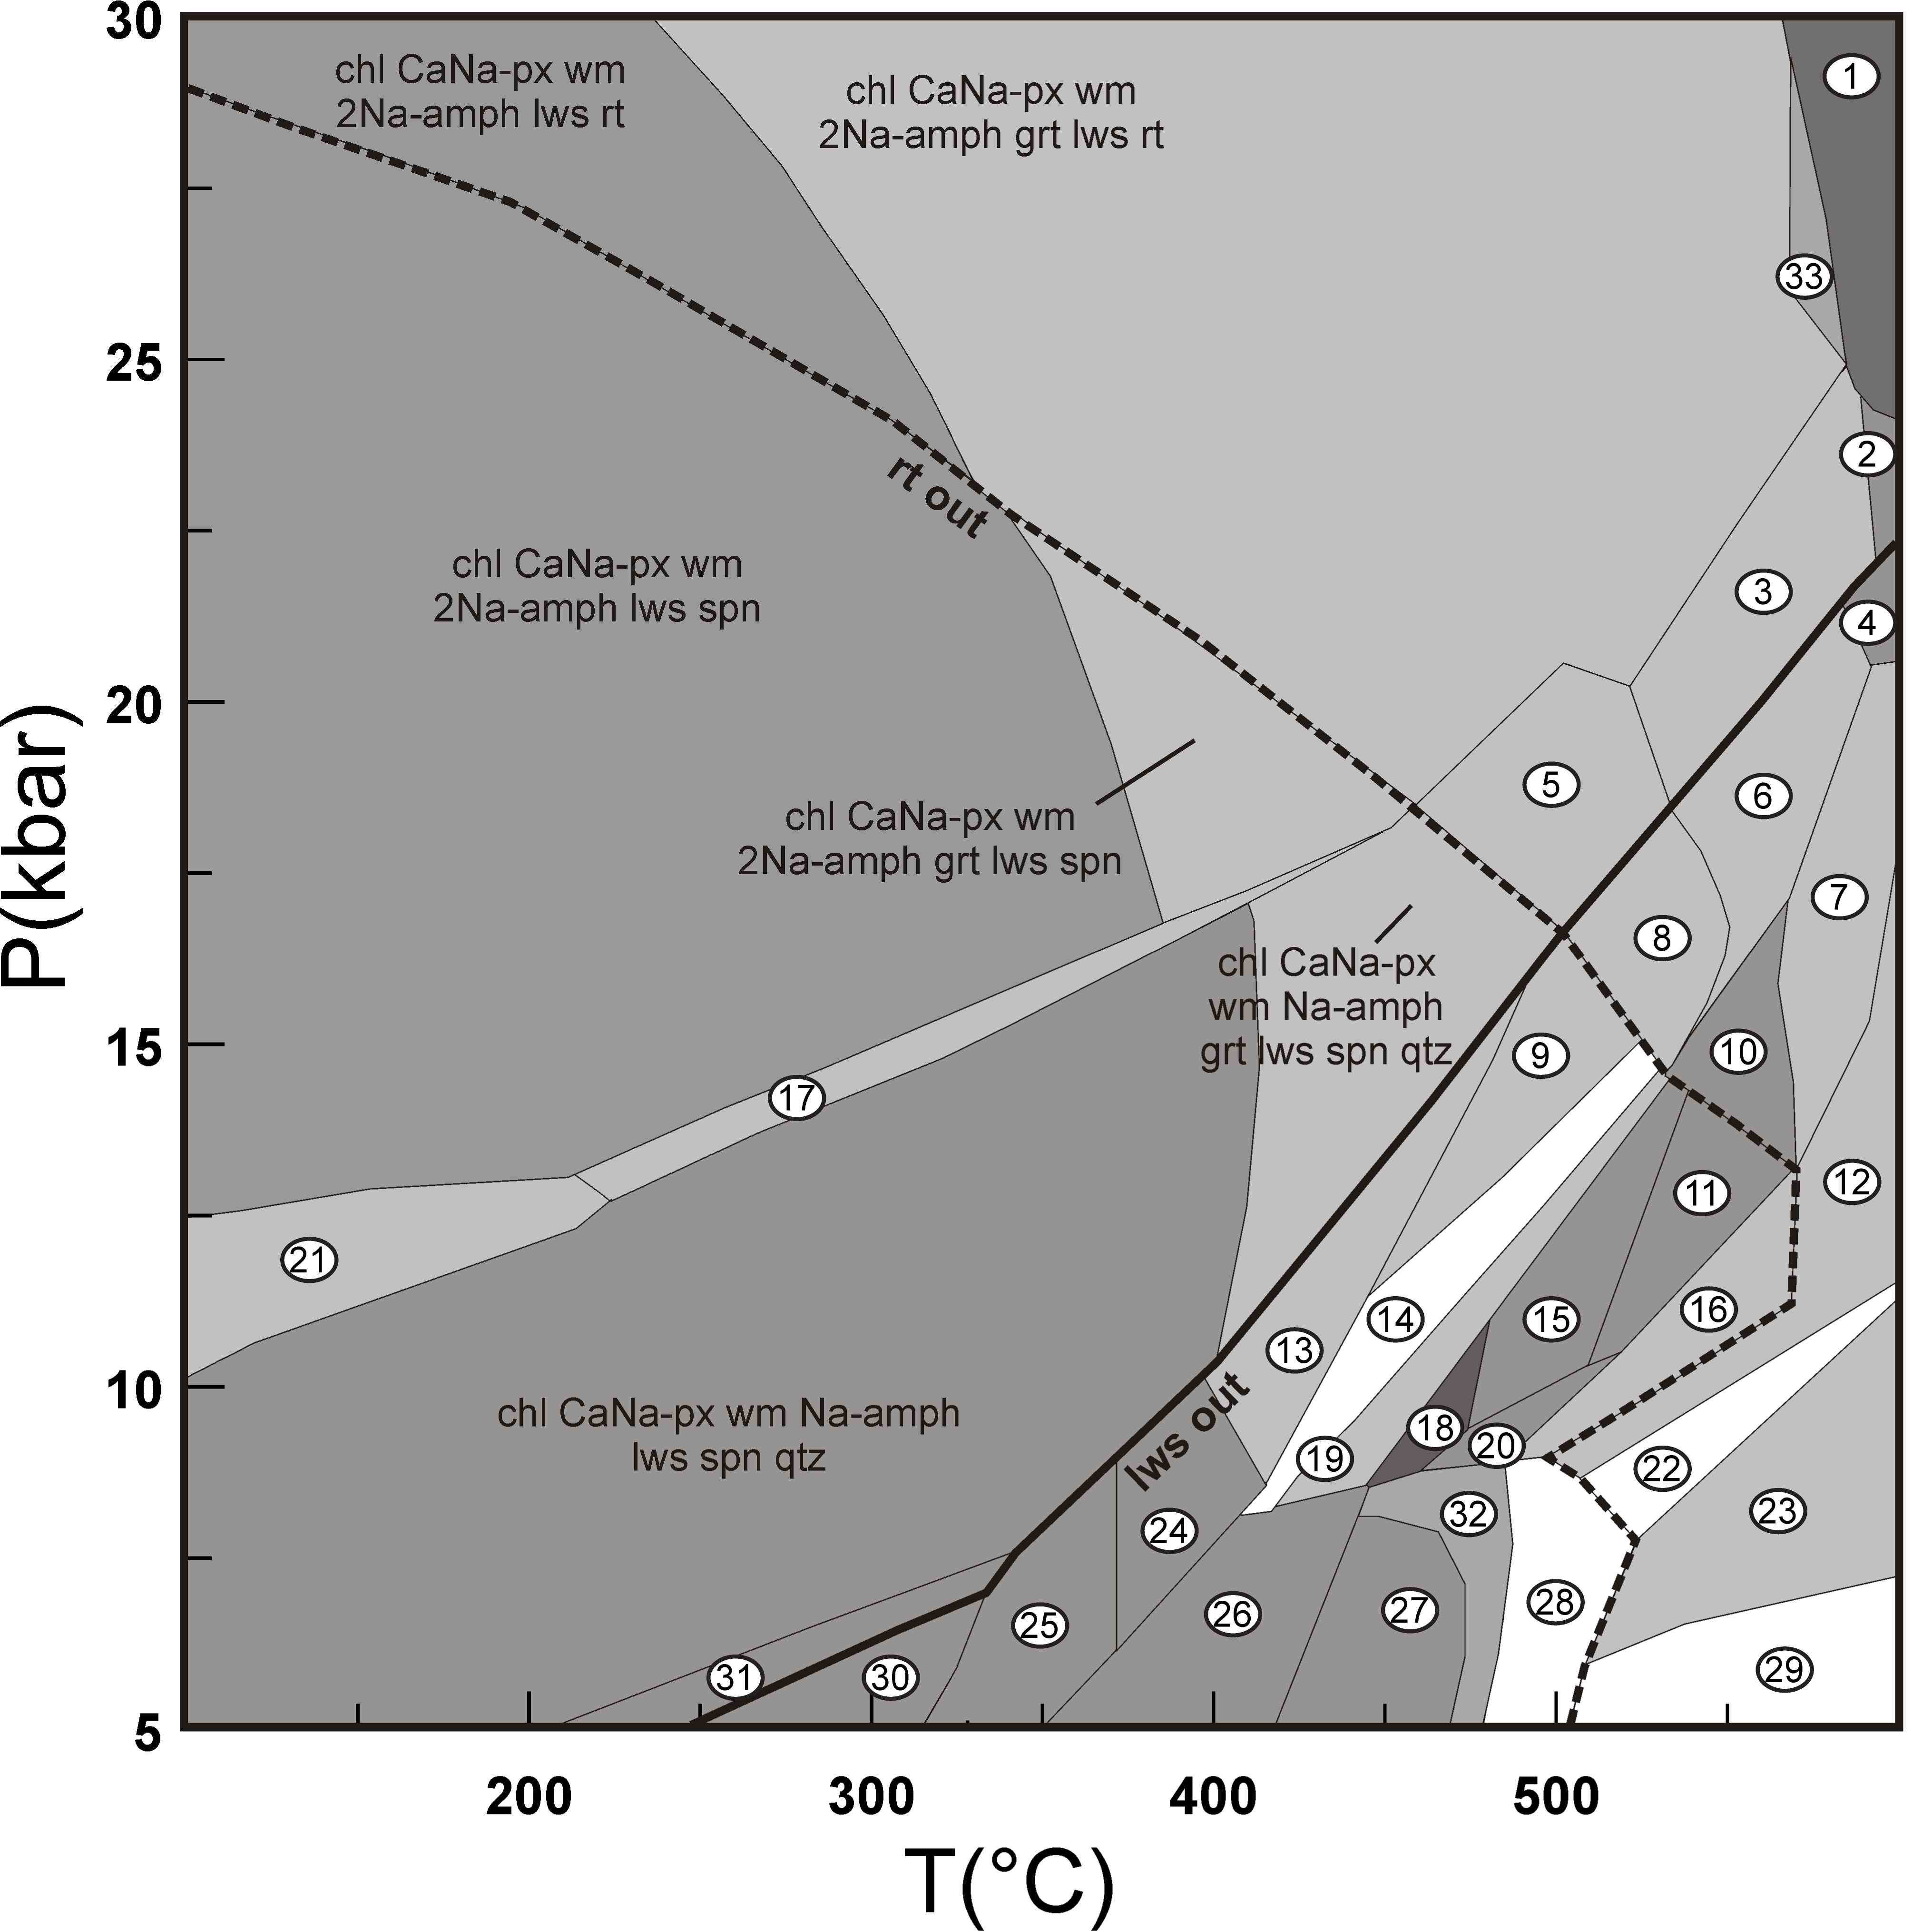 30
chl CaNa-px wm
2Na-amph lws rt
chl CaNa-px wm
2Na-amph grt lws rt
1
33
25
2
rt out
chl CaNa-px wm
2Na-amph lws spn
3
4
20
5
6
chl CaNa-px wm
2Na-amph grt lws spn
7
8
chl CaNa-px
wm Na-amph
grt lws spn qtz
P(kbar)
15
9
10
17
11
12
21
16
15
14
13
10
lws out
chl CaNa-px wm Na-amph
lws spn qtz
18
20
19
22
23
32
24
28
27
26
25
29
31
30
5
200
300
400
500
T(°C)